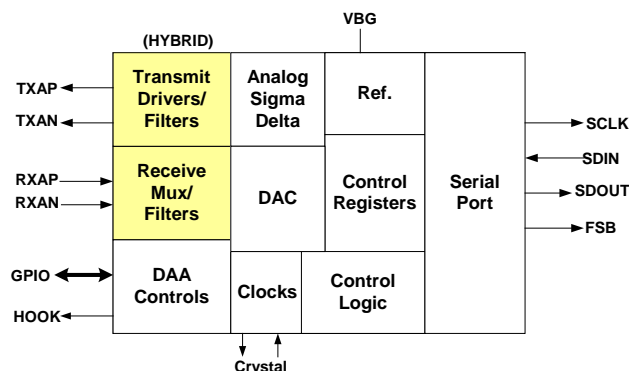 VBG
(HYBRID)
TXAP
TXAN
Transmit
Drivers/
Filters
Analog
Sigma
Delta
Ref.
RXAP
RXAN
Receive
Mux/
Filters
DAC
Control
Registers
Serial
Port
SCLK
SDIN
SDOUT
FSB
GPIO
HOOK
DAA
Controls
Clocks
Control
Logic
Crystal